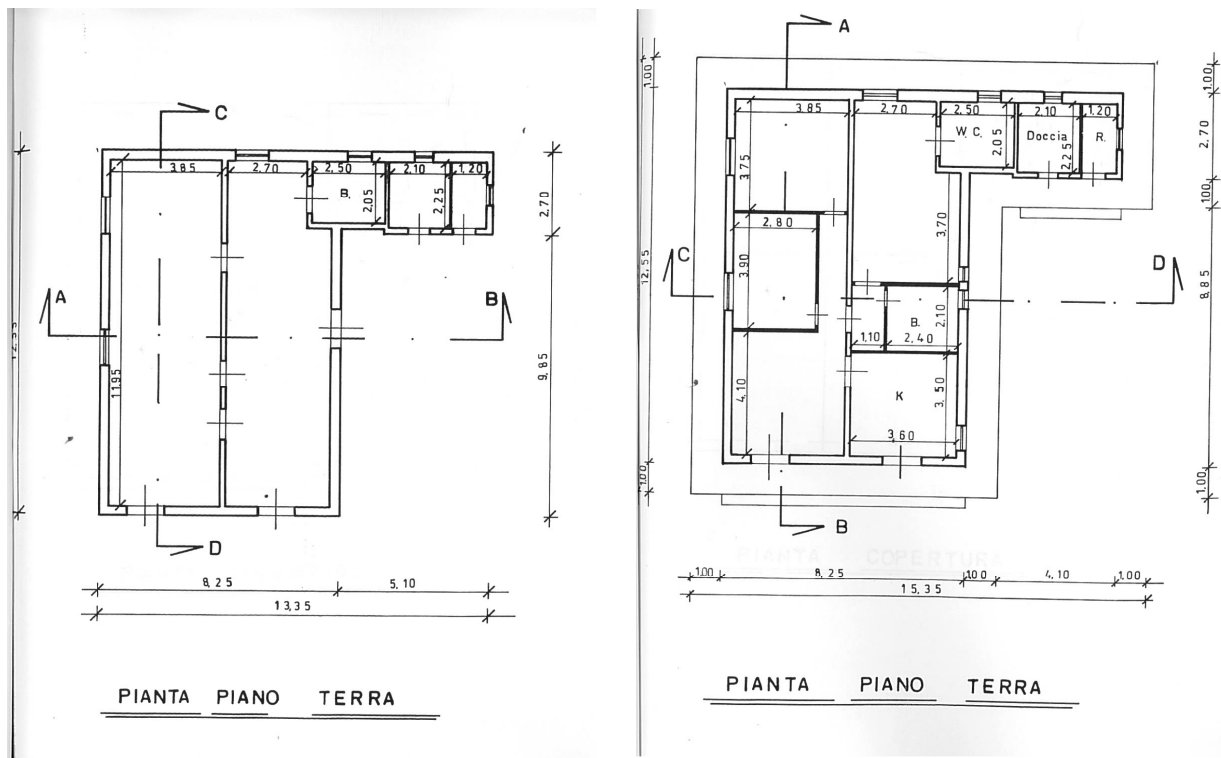 C
3.85
2,70
2,50
2,10
1,20
B.
2,05
2,25
2,70
A
B
11.95
9,85
D
8,25
5,10
13,35
PIANTA PIANO TERRA
A
1.00
1,00
3.85
2,70
2,50
2,10
1,20
W.C.
Doccia
R.
2,05
2,25
2,70
3,75
1,00
2,80
3,70
C
D
12,55
3,90
8,85
B.
2,10
1.10
2,40
4,10
K
3,50
3,60
1,00
1,00
B
PIANTA COPERTURA
1,00
8,25
1,00
4,10
1,00
15,35
PIANTA PIANO TERRA